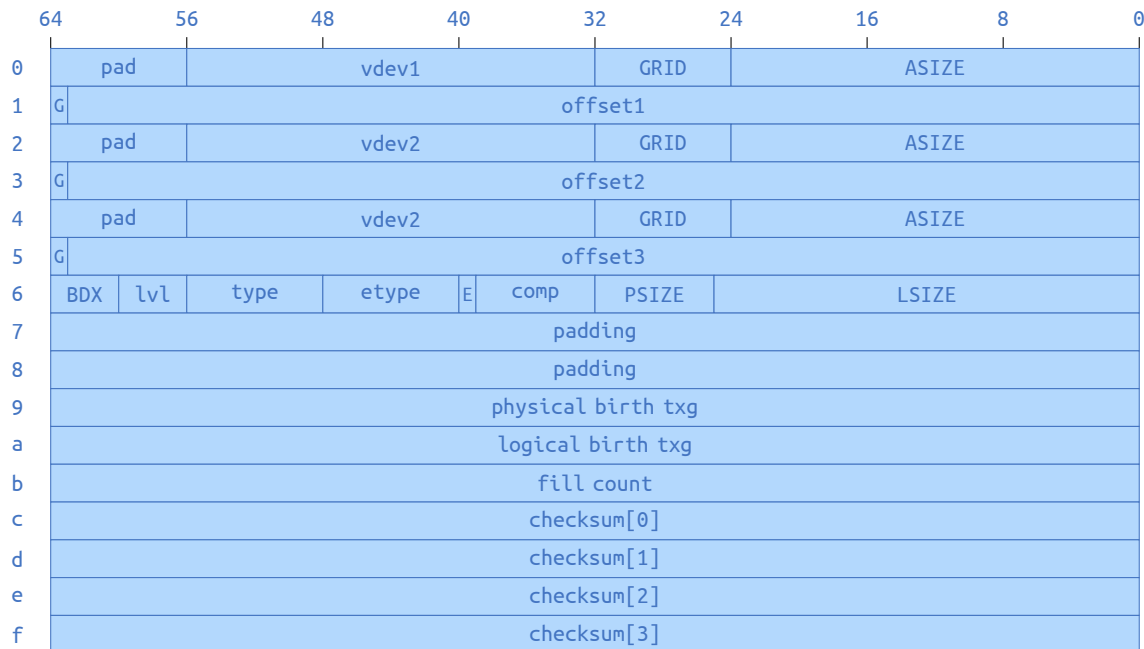 64 56 48 40 32 24 16 8 0
0 pad vdev1 GRID ASIZE
1 G offset1
2 pad vdev2 GRID ASIZE
3 G offset2
4 pad vdev2 GRID ASIZE
5 G offset3
6 BDX lvl type etype E comp PSIZE LSIZE
7 padding
8 padding
9 physical birth txg
a logical birth txg
b fill count
c checksum[0]
d checksum[1]
e checksum[2]
f checksum[3]